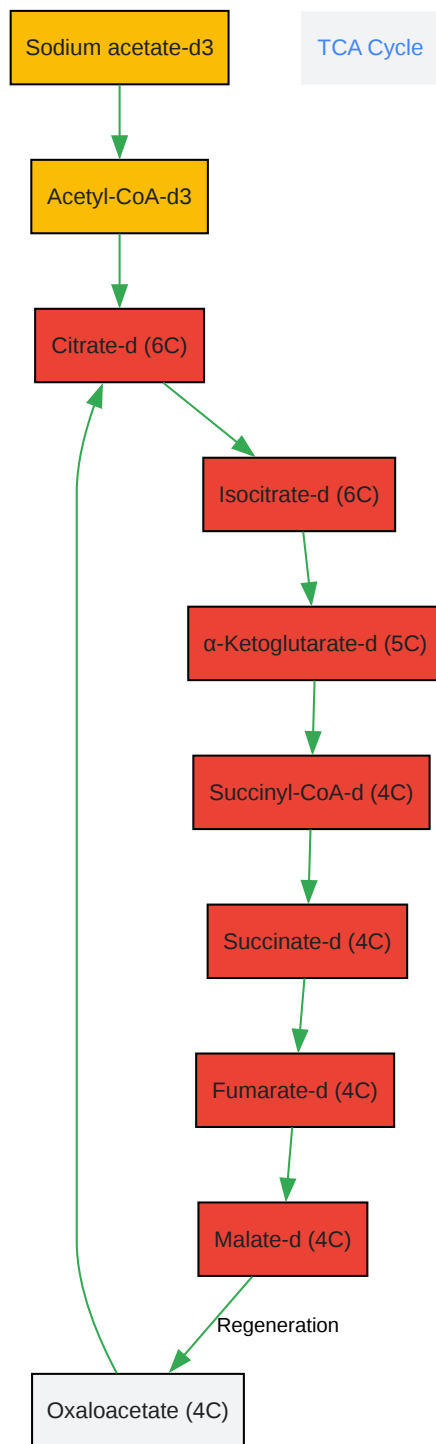 Sodium acetate-d3
TCA Cycle
Acetyl-CoA-d3
Citrate-d (6C)
Isocitrate-d (6C)
α-Ketoglutarate-d (5C)
Succinyl-CoA-d (4C)
Succinate-d (4C)
Fumarate-d (4C)
Malate-d (4C)
Regeneration
Oxaloacetate (4C)